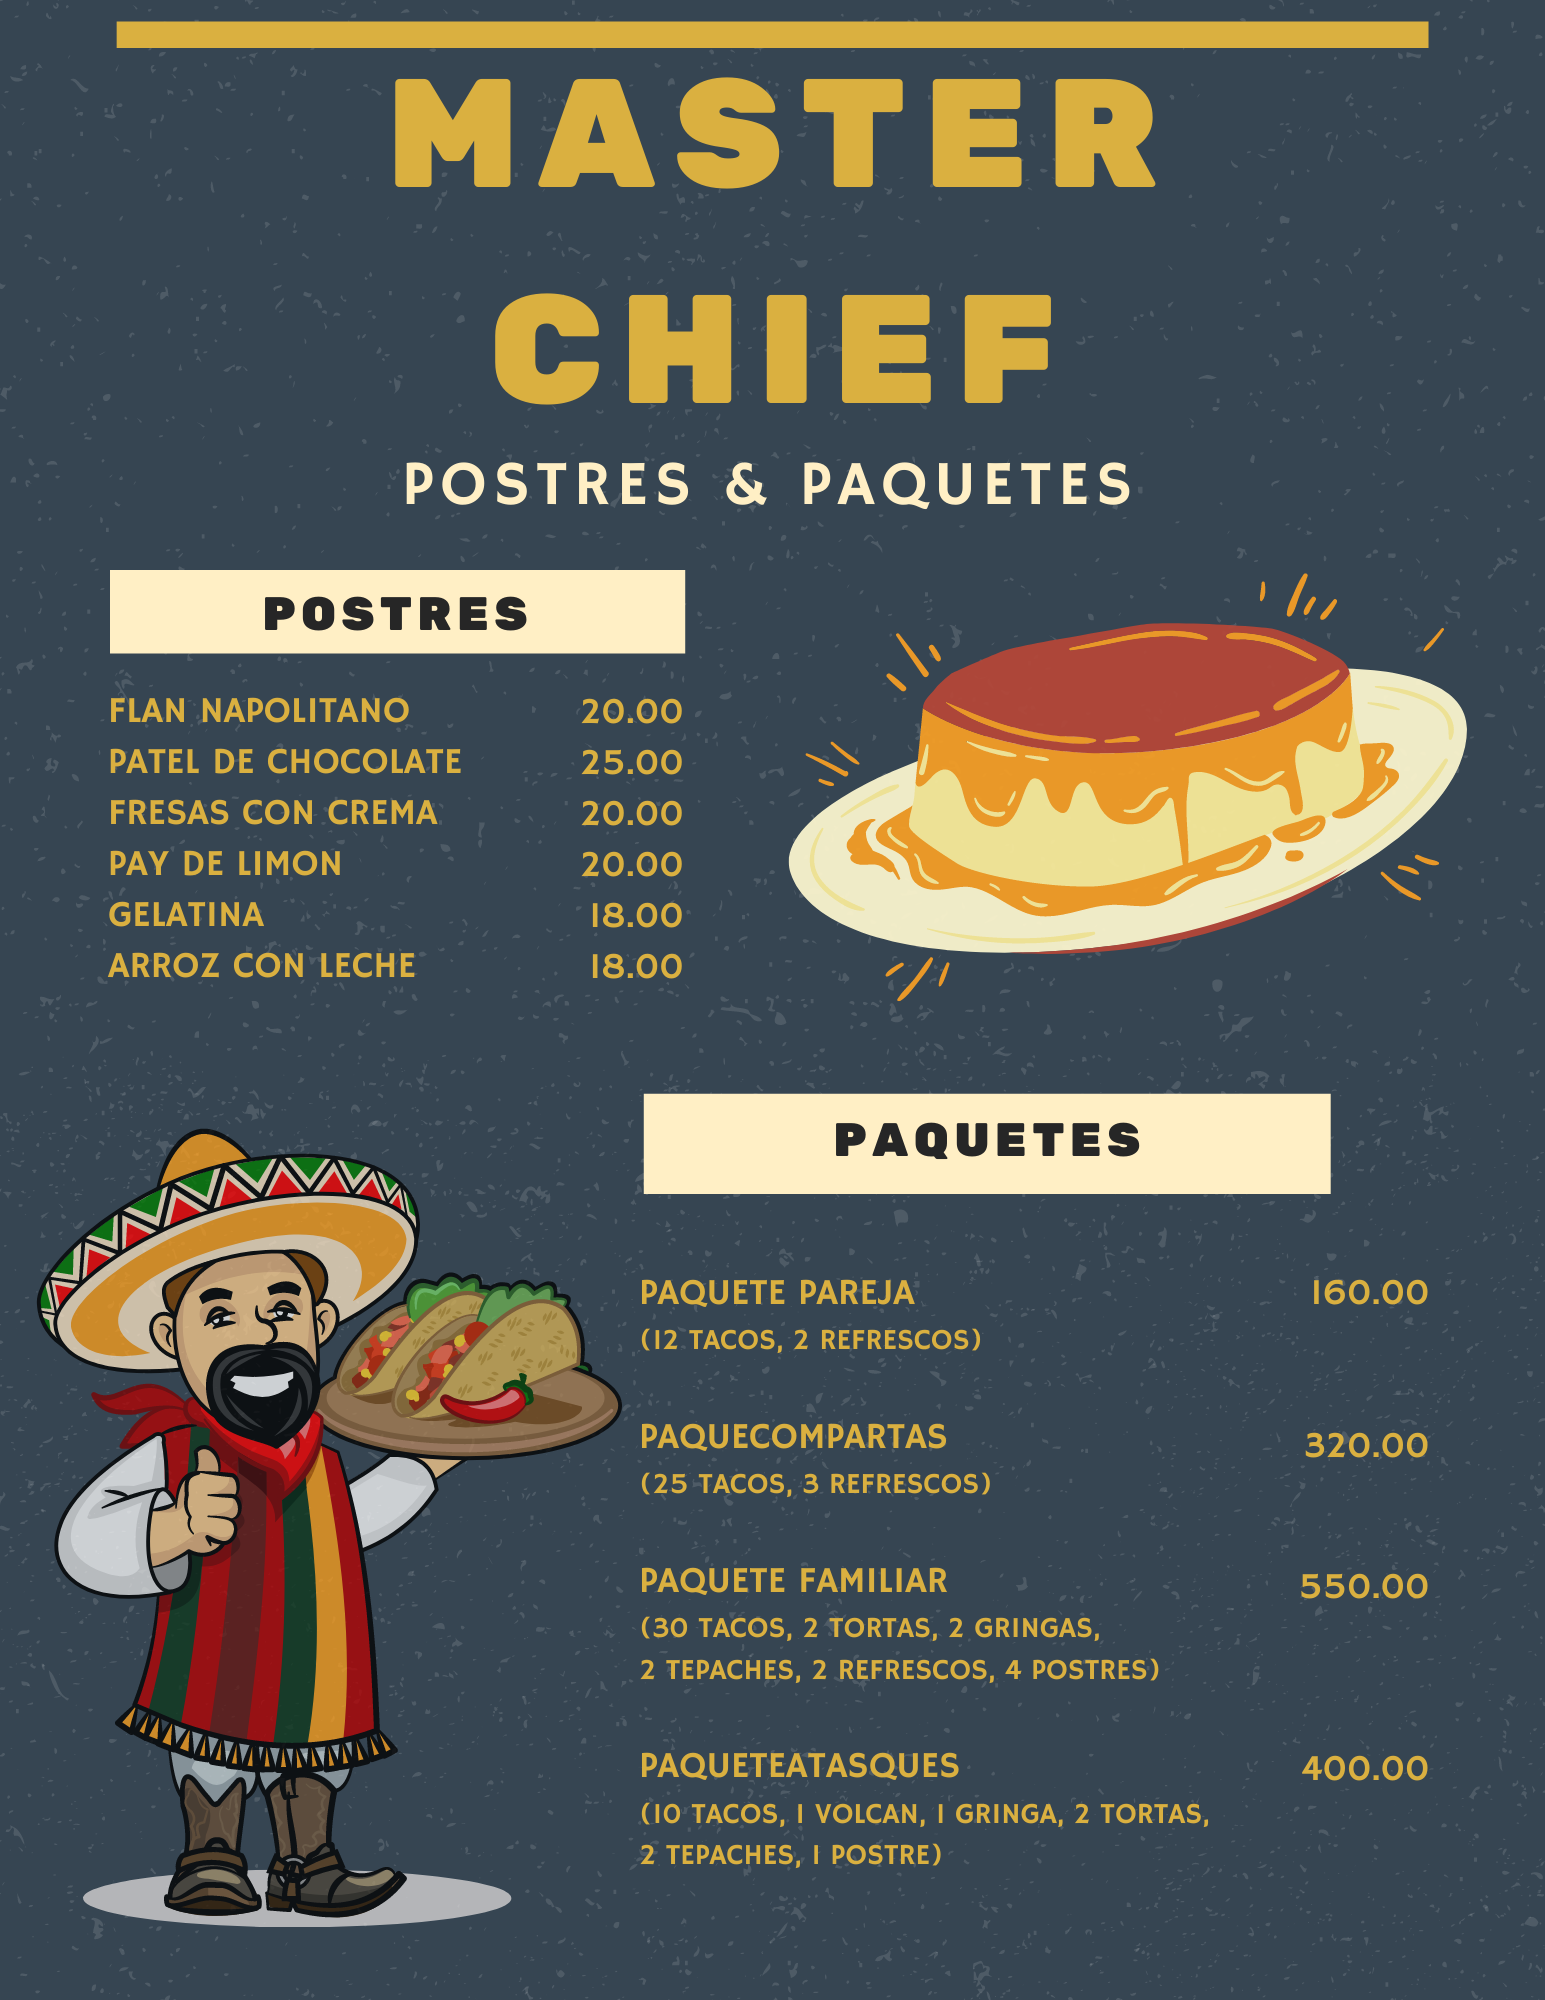 MASTER
CHIEF
POSTRES & PAQUETES
POSTRES
FLAN NAPOLITANO 20.00
PATEL DE CHOCOLATE 25.00
FRESAS CON CREMA 20.00
PAY DE LIMON 20.00
GELATINA 18.00
ARROZ CON LECHE 18.00
PAQUETES
PAQUETE PAREJA 160.00
(12 TACOS, 2 REFRESCOS)
PAQUECOMPARTAS 320.00
(25 TACOS, 3 REFRESCOS)
PAQUETE FAMILIAR 550.00
(30 TACOS, 2 TORTAS, 2 GRINGAS,
2 TEPACHES, 2 REFRESCOS, 4 POSTRES)
PAQUETEATASQUES 400.00
(10 TACOS, 1 VOLCAN, 1 GRINGA, 2 TORTAS,
2 TEPACHES, 1 POSTRE)